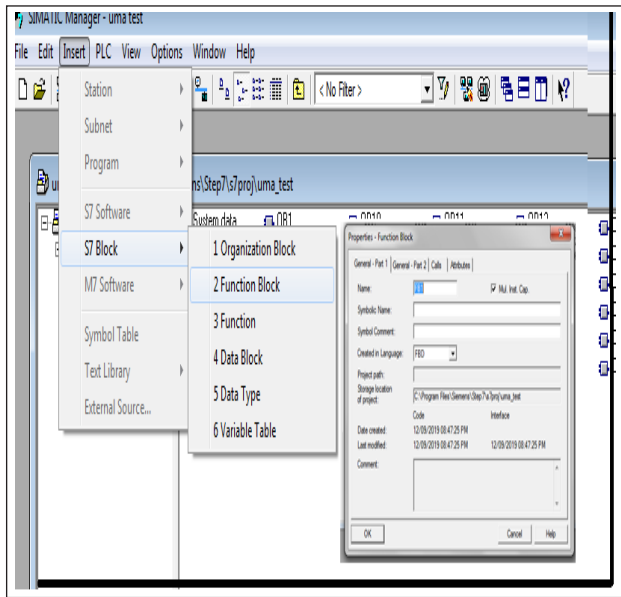 SIMATIC Manager - uma test
File Edit Insert PLC View Options Window Help
< No Filter >
Station
Subnet
Program
S7 Software
S7 Block
M7 Software
Symbol Table
Text Library
External Source...
ns\Step7\s7proj\uma_test
System data OB1 OB10 OB11 OB12
1 Organization Block
2 Function Block
3 Function
4 Data Block
5 Data Type
6 Variable Table
Properties - Function Block
General - Part 1 General - Part 2 Calls Attributes
Name: FB1 Mul. Inst. Cap.
Symbolic Name:
Symbol Comment:
Created in Language: FBD
Project path:
Storage location
of project: C:\Program Files\Siemens\Step7\s7proj\uma_test
Code Interface
Date created: 12/09/2019 08:47:25 PM
Last modified: 12/09/2019 08:47:25 PM 12/09/2019 08:47:25 PM
Comment:
OK Cancel Help